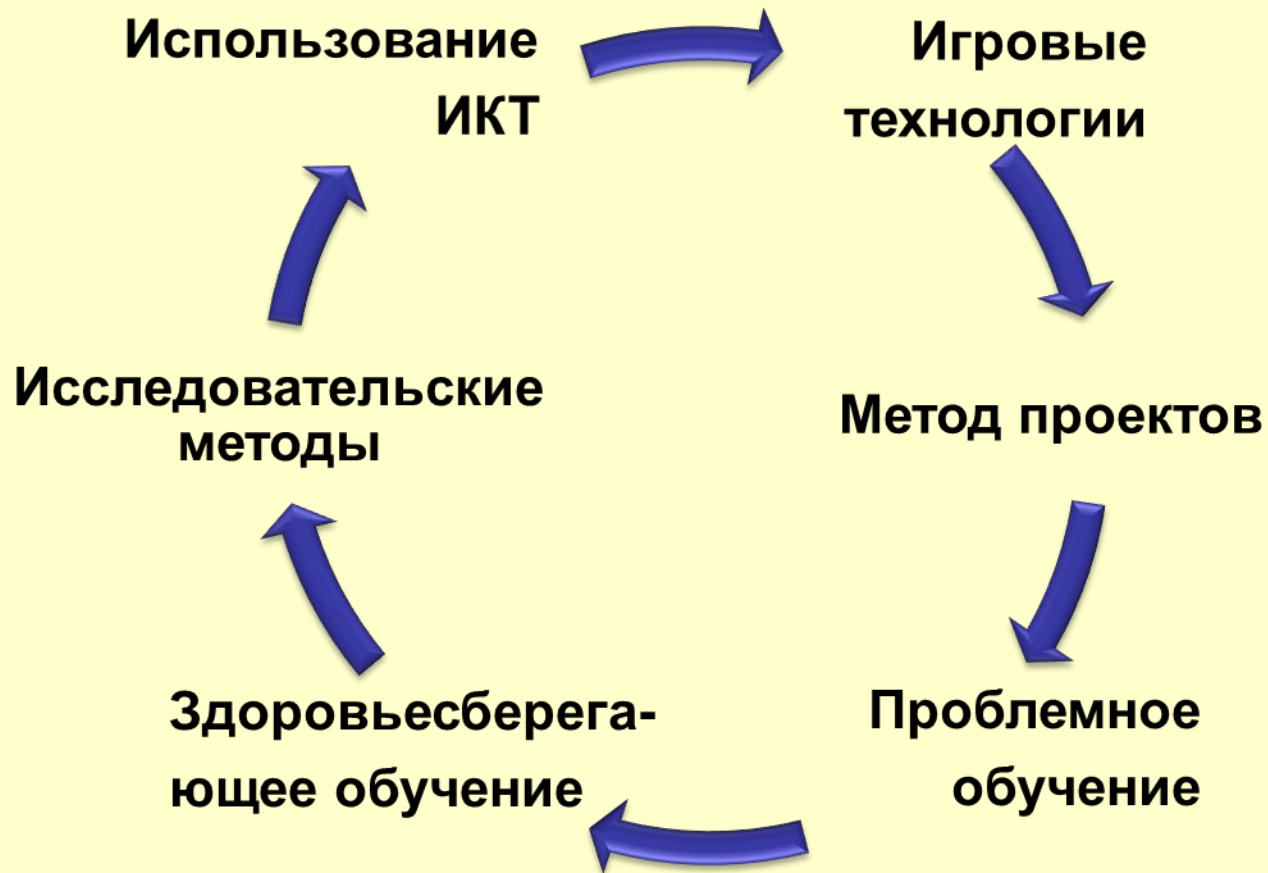 Использование
ИКТ
Игровые
технологии
Метод проектов
Проблемное
обучение
Здоровьесберега-
ющее обучение
Исследовательские
методы